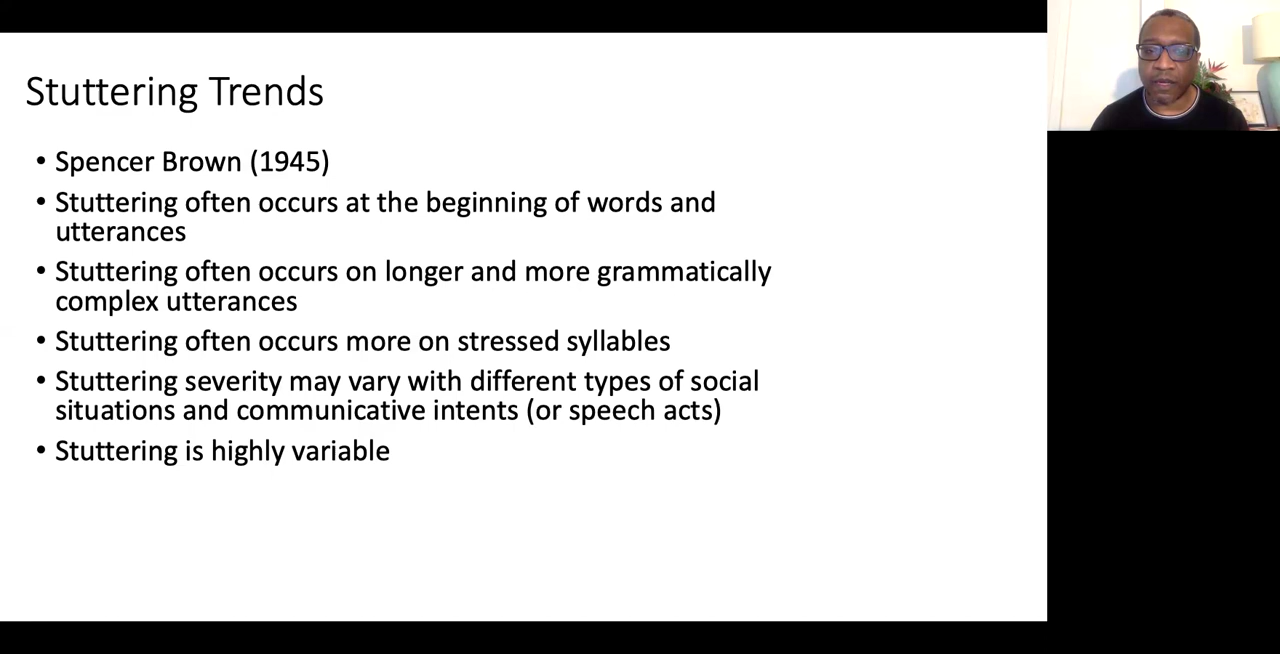 Stuttering Trends
• Spencer Brown (1945)
• Stuttering often occurs at the beginning of words and
utterances
• Stuttering often occurs on longer and more grammatically
complex utterances
• Stuttering often occurs more on stressed syllables
• Stuttering severity may vary with different types of social
situations and communicative intents (or speech acts)
• Stuttering is highly variable